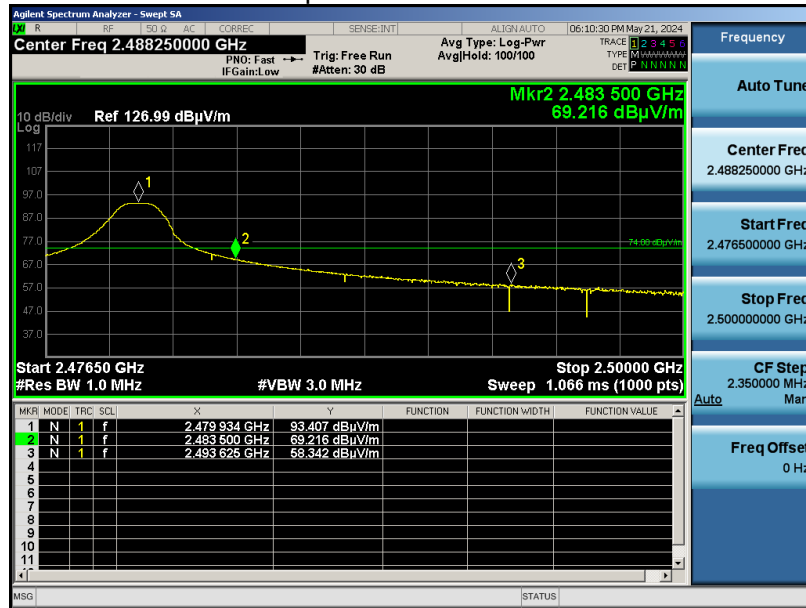 Agilent Spectrum Analyzer - Swept SA
LXI R RF 50 Ω AC CORREC SENSE:INT ALIGN AUTO 06:10:30 PM May 21, 2024
Center Freq 2.488250000 GHz
PNO: Fast
IFGain:Low
Trig: Free Run
#Atten: 30 dB
Avg Type: Log-Pwr
Avg|Hold: 100/100
TRACE 1 2 3 4 5 6
TYPE M
DET P N N N N N
Mkr2 2.483 500 GHz
69.216 dBµV/m
10 dB/div Ref 126.99 dBµV/m
Log
117
107
97.0
87.0
77.0
67.0
57.0
47.0
37.0
1
2
3
74.00 dBµV/m
Start 2.47650 GHz Stop 2.50000 GHz
#Res BW 1.0 MHz #VBW 3.0 MHz Sweep 1.066 ms (1000 pts)
MKR MODE TRC SCL X Y FUNCTION FUNCTION WIDTH FUNCTION VALUE
1 N 1 f 2.479 934 GHz 93.407 dBµV/m
2 N 1 f 2.483 500 GHz 69.216 dBµV/m
3 N 1 f 2.493 625 GHz 58.342 dBµV/m
4
5
6
7
8
9
10
11
MSG STATUS
Frequency
Auto Tune
Center Freq
2.488250000 GHz
Start Freq
2.476500000 GHz
Stop Freq
2.500000000 GHz
CF Step
2.350000 MHz
Auto Man
Freq Offset
0 Hz